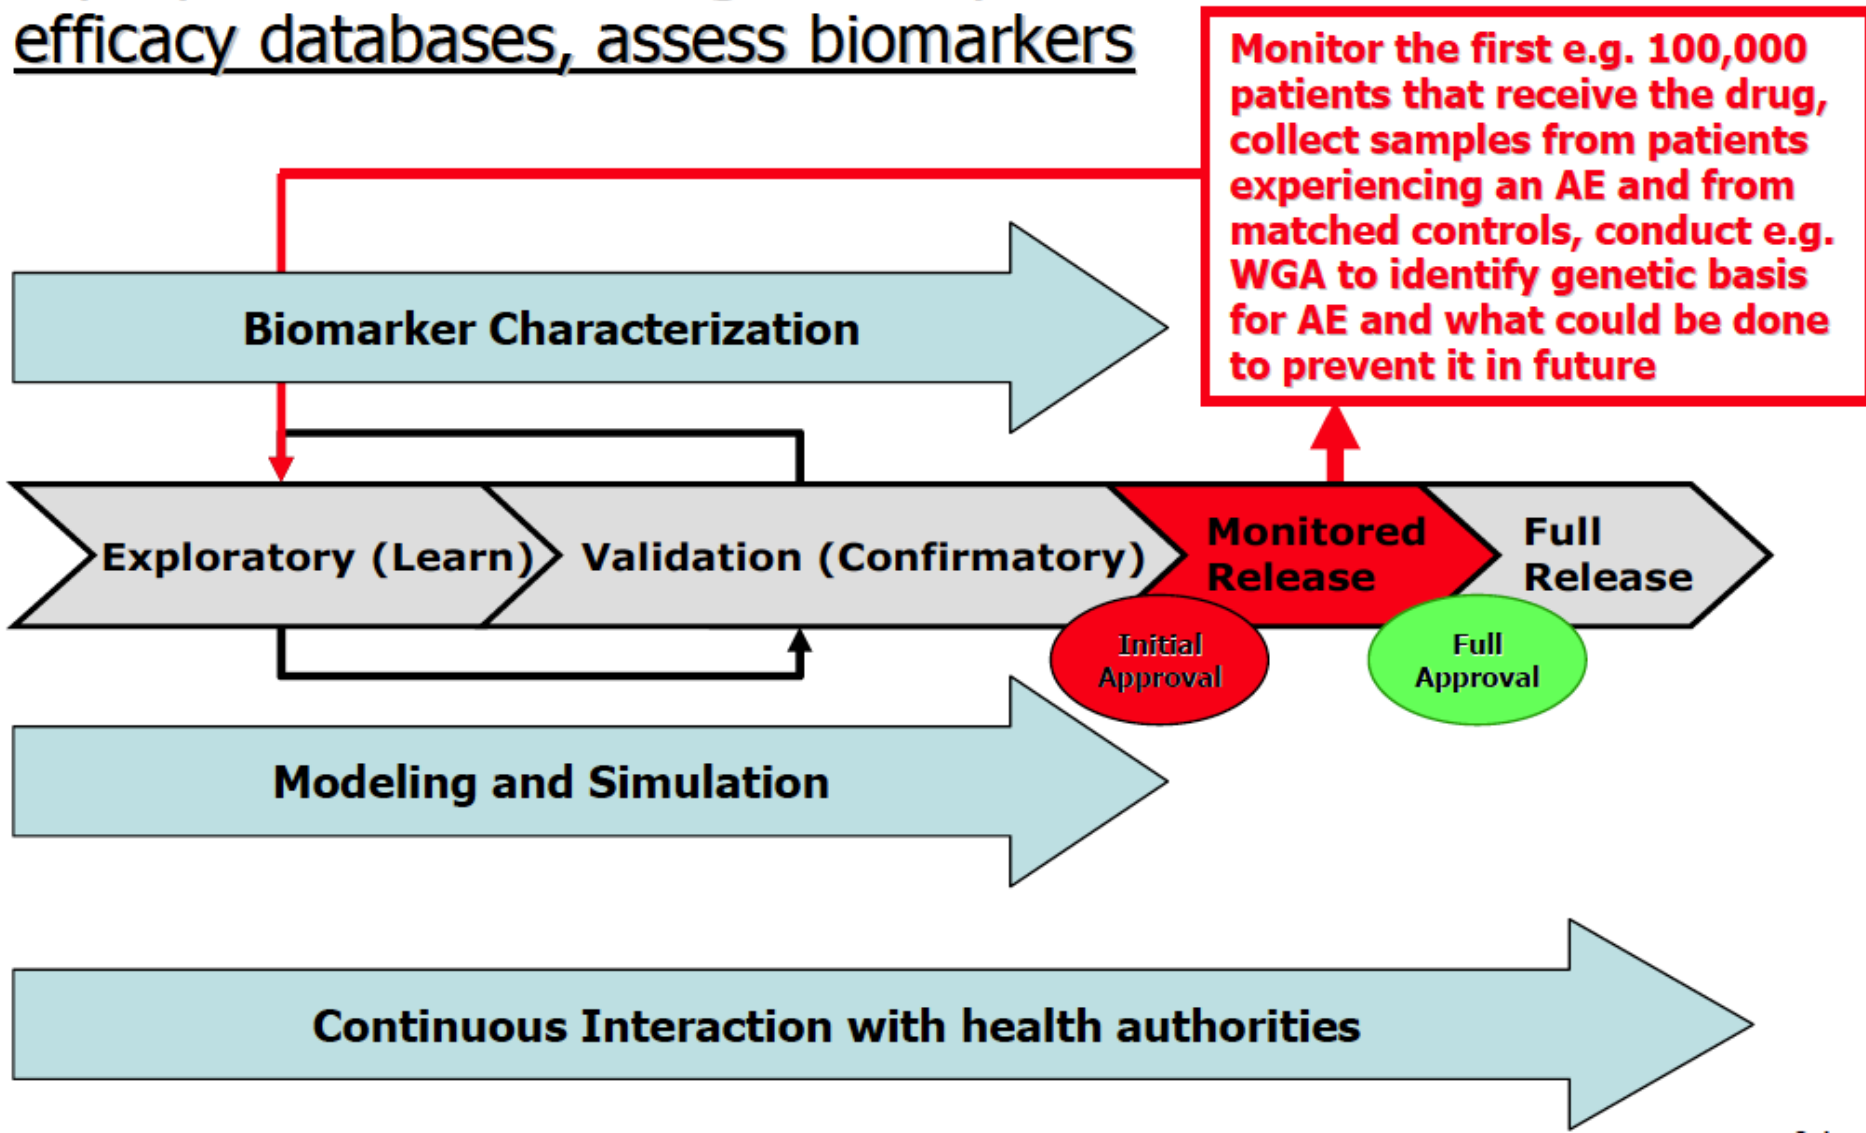 efficacy databases, assess biomarkers
Monitor the first e.g. 100,000
patients that receive the drug,
collect samples from patients
experiencing an AE and from
matched controls, conduct e.g.
WGA to identify genetic basis
for AE and what could be done
to prevent it in future
Biomarker Characterization
Exploratory (Learn)
Validation (Confirmatory)
Monitored
Release
Full
Release
Initial
Approval
Full
Approval
Modeling and Simulation
Continuous Interaction with health authorities